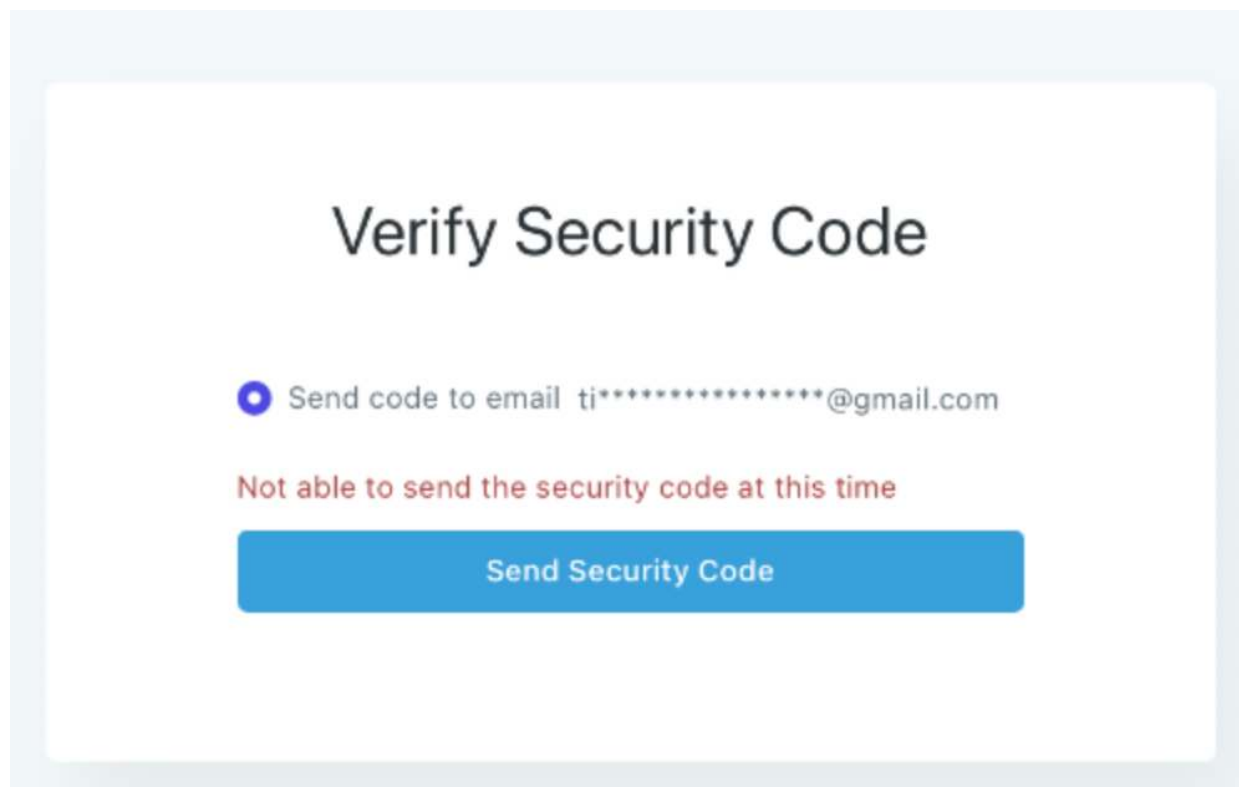 Verify Security Code
Send code to email ti****************@gmail.com
Not able to send the security code at this time
Send Security Code